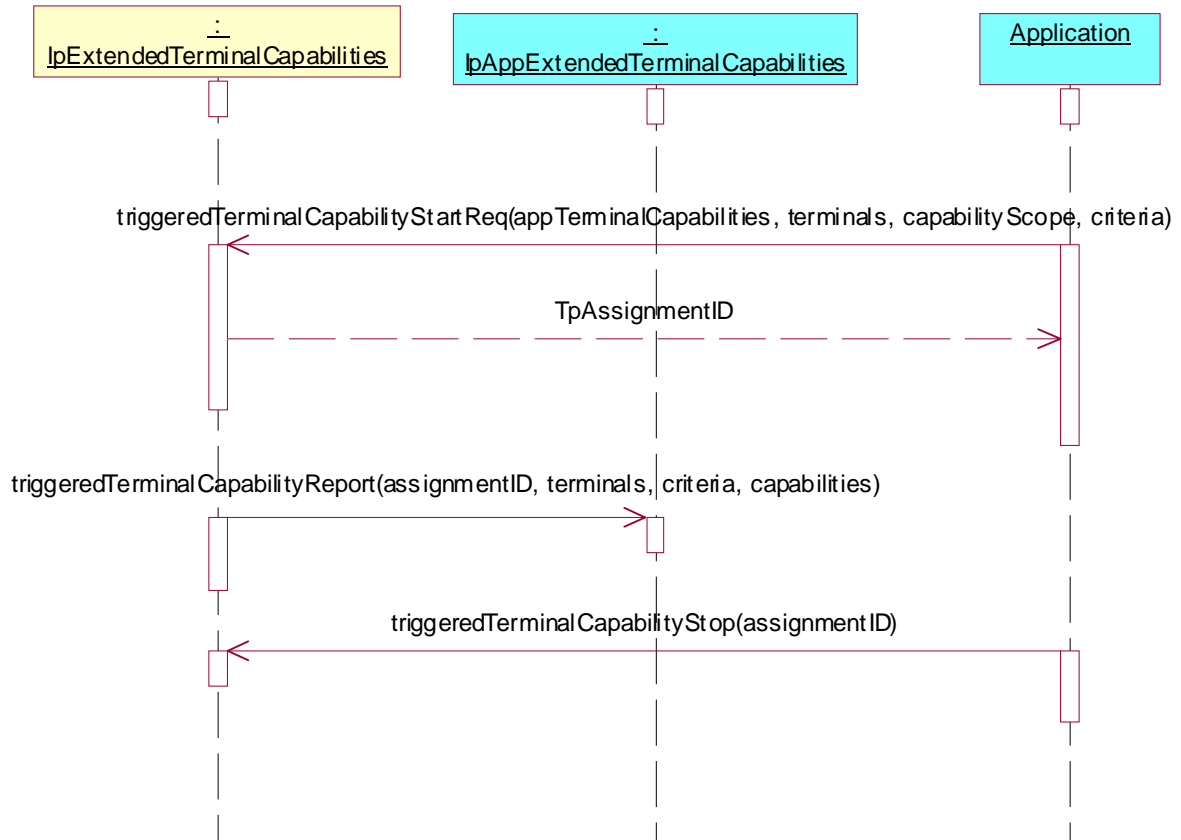 :
IpExtendedTerminalCapabilities
:
IpAppExtendedTerminalCapabilities
Application
triggeredTerminalCapabilityStartReq(appTerminalCapabilities, terminals, capabilityScope, criteria)
TpAssignmentID
triggeredTerminalCapabilityReport(assignmentID, terminals, criteria, capabilities)
triggeredTerminalCapabilityStop(assignmentID)